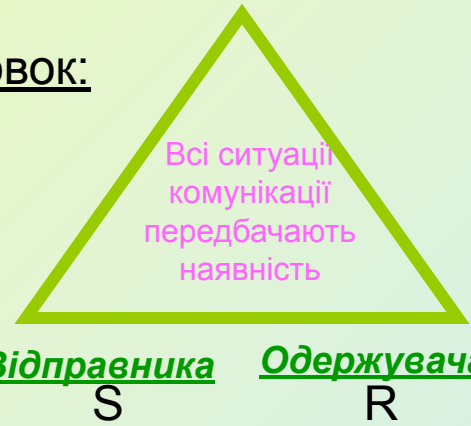 овок:
Всі ситуації
комунікації
передбачають
наявність
Відправника Одержувача
S R